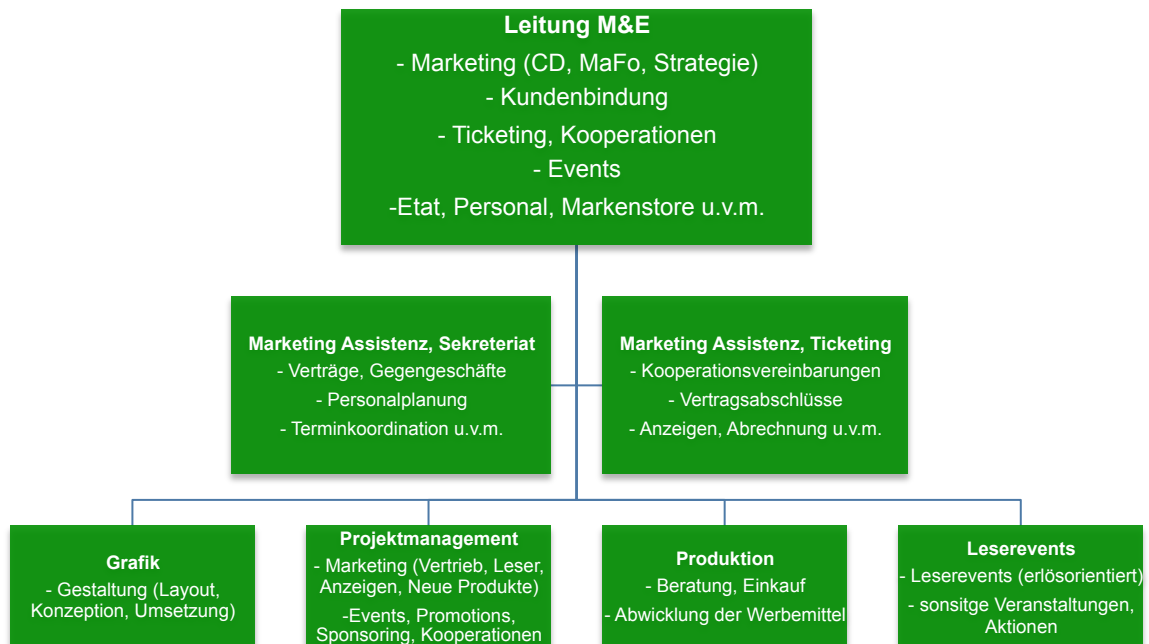 Leitung M&E
- Marketing (CD, MaFo, Strategie)
- Kundenbindung
- Ticketing, Kooperationen
- Events
-Etat, Personal, Markenstore u.v.m.
Marketing Assistenz, Sekreteriat
- Verträge, Gegengeschäfte
- Personalplanung
- Terminkoordination u.v.m.
Marketing Assistenz, Ticketing
- Kooperationsvereinbarungen
- Vertragsabschlüsse
- Anzeigen, Abrechnung u.v.m.
Grafik
- Gestaltung (Layout,
Konzeption, Umsetzung)
Projektmanagement
- Marketing (Vertrieb, Leser,
Anzeigen, Neue Produkte)
-Events, Promotions,
Sponsoring, Kooperationen
Produktion
- Beratung, Einkauf
- Abwicklung der Werbemittel
Leserevents
- Leserevents (erlösorientiert)
- sonsitge Veranstaltungen,
Aktionen